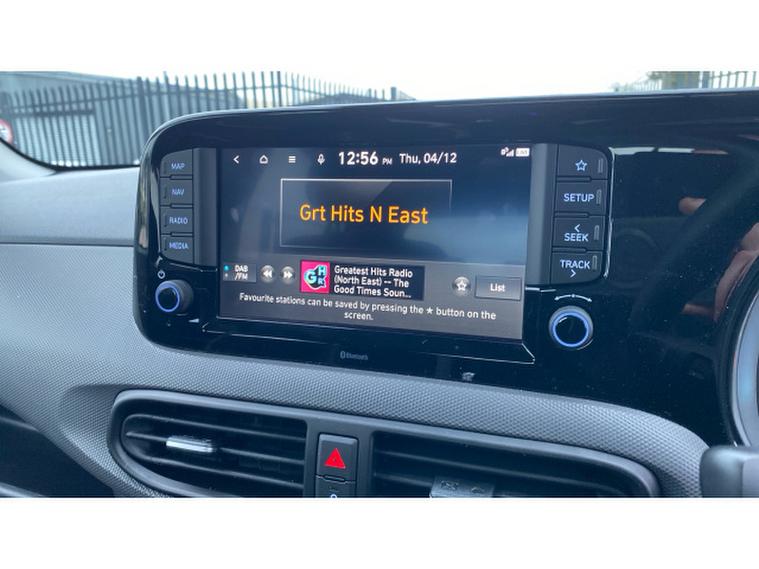 MAP
NAV
RADIO
MEDIA
12:56 PM Thu, 04/12
Grt Hits N East
DAB
/FM
GHR
Greatest Hits Radio
(North East) -- The
Good Times Soun...
List
Favourite stations can be saved by pressing the ★ button on the
screen.
SETUP
SEEK
TRACK
Bluetooth